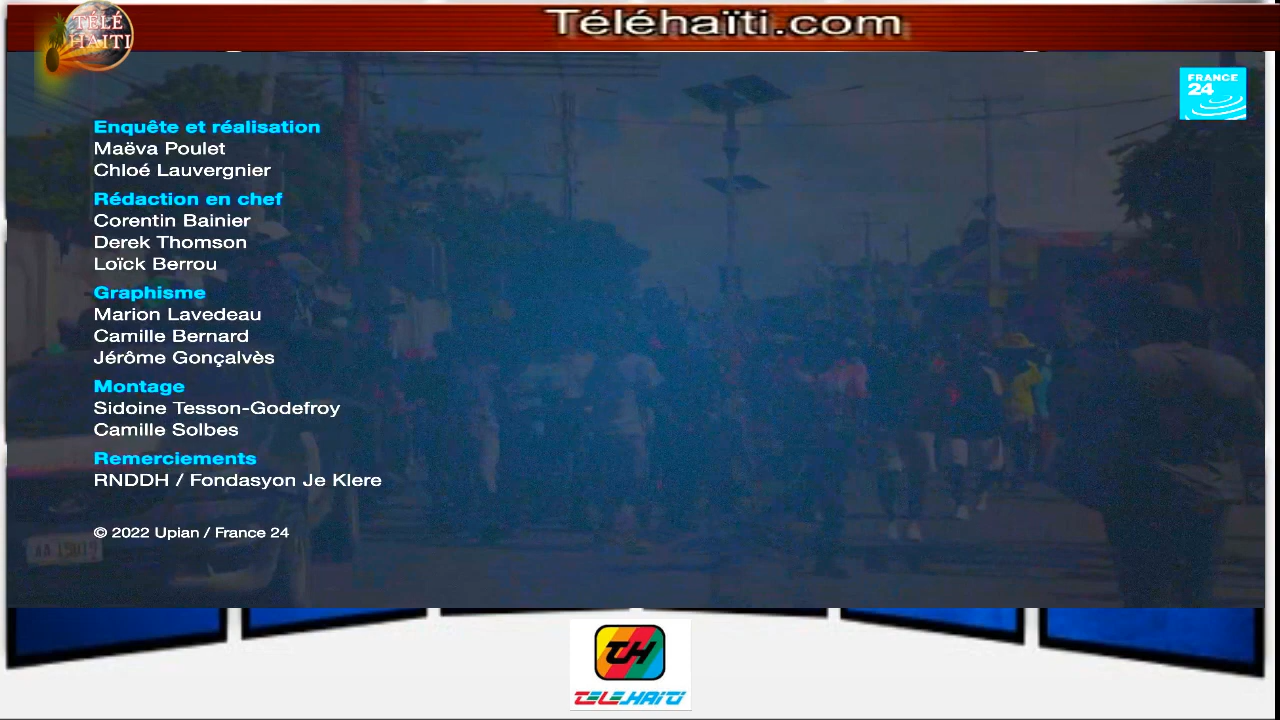 TÉLÉ
HAITI
Téléhaïti.com
FRANCE
24
Enquête et réalisation
Maëva Poulet
Chloé Lauvergnier
Rédaction en chef
Corentin Bainier
Derek Thomson
Loïck Berrou
Graphisme
Marion Lavedeau
Camille Bernard
Jérôme Gonçalvès
Montage
Sidoine Tesson-Godefroy
Camille Solbes
Remerciements
RNDDH / Fondasyon Je Klere
© 2022 Upian / France 24
TH
TELEHAITI